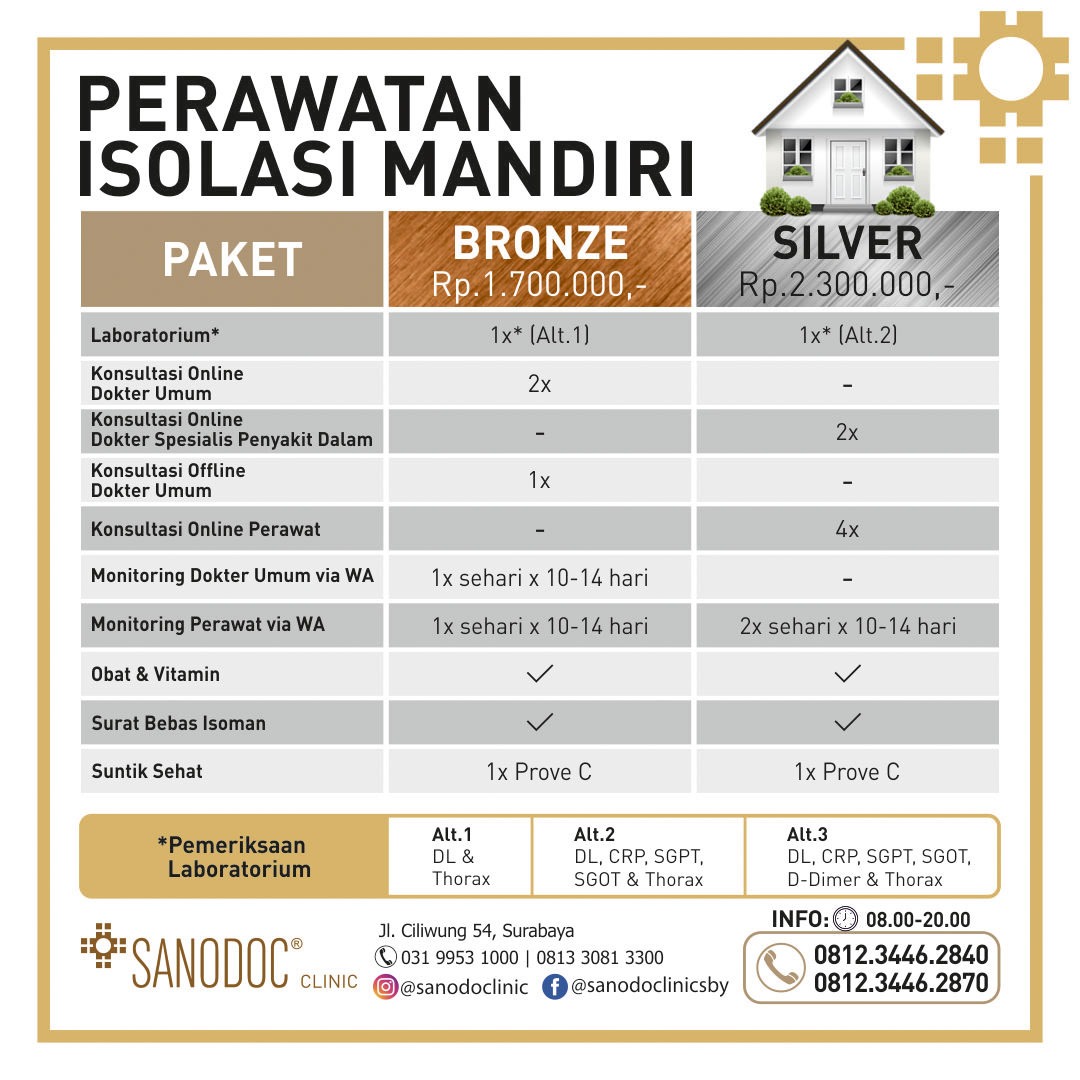 PERAWATAN
ISOLASI MANDIRI
PAKET
BRONZE
Rp.1.700.000,-
SILVER
Rp.2.300.000,-
Laboratorium* 1x* (Alt.1) 1x* (Alt.2)
Konsultasi Online
Dokter Umum 2x -
Konsultasi Online
Dokter Spesialis Penyakit Dalam - 2x
Konsultasi Offline
Dokter Umum 1x -
Konsultasi Online Perawat - 4x
Monitoring Dokter Umum via WA 1x sehari x 10-14 hari -
Monitoring Perawat via WA 1x sehari x 10-14 hari 2x sehari x 10-14 hari
Obat & Vitamin ✓ ✓
Surat Bebas Isoman ✓ ✓
Suntik Sehat 1x Prove C 1x Prove C
*Pemeriksaan
Laboratorium
Alt.1
DL &
Thorax
Alt.2
DL, CRP, SGPT,
SGOT & Thorax
Alt.3
DL, CRP, SGPT, SGOT,
D-Dimer & Thorax
SANODOC® CLINIC
Jl. Ciliwung 54, Surabaya
031 9953 1000 | 0813 3081 3300
@sanodoclinic @sanodoclinicsby
INFO: 08.00-20.00
0812.3446.2840
0812.3446.2870